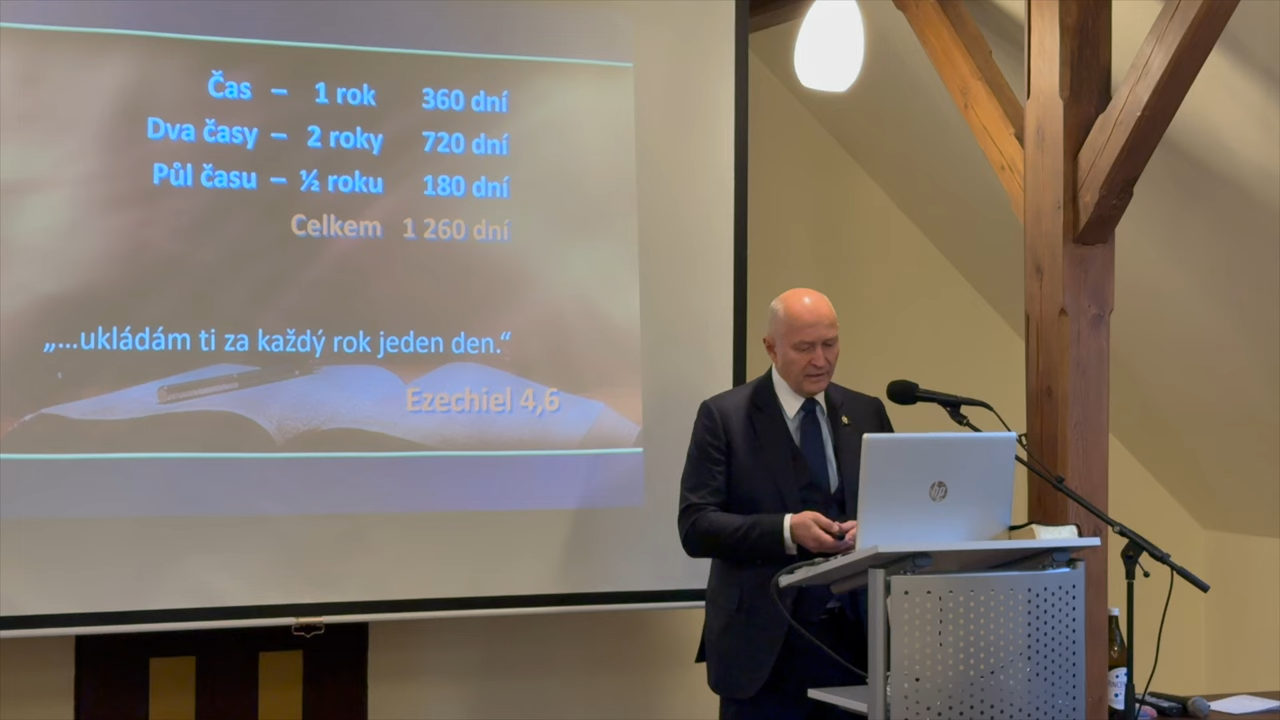 Čas – 1 rok 360 dní
Dva časy – 2 roky 720 dní
Půl času – ½ roku 180 dní
Celkem 1 260 dní
„...ukládám ti za každý rok jeden den.“
Ezechiel 4,6
hp